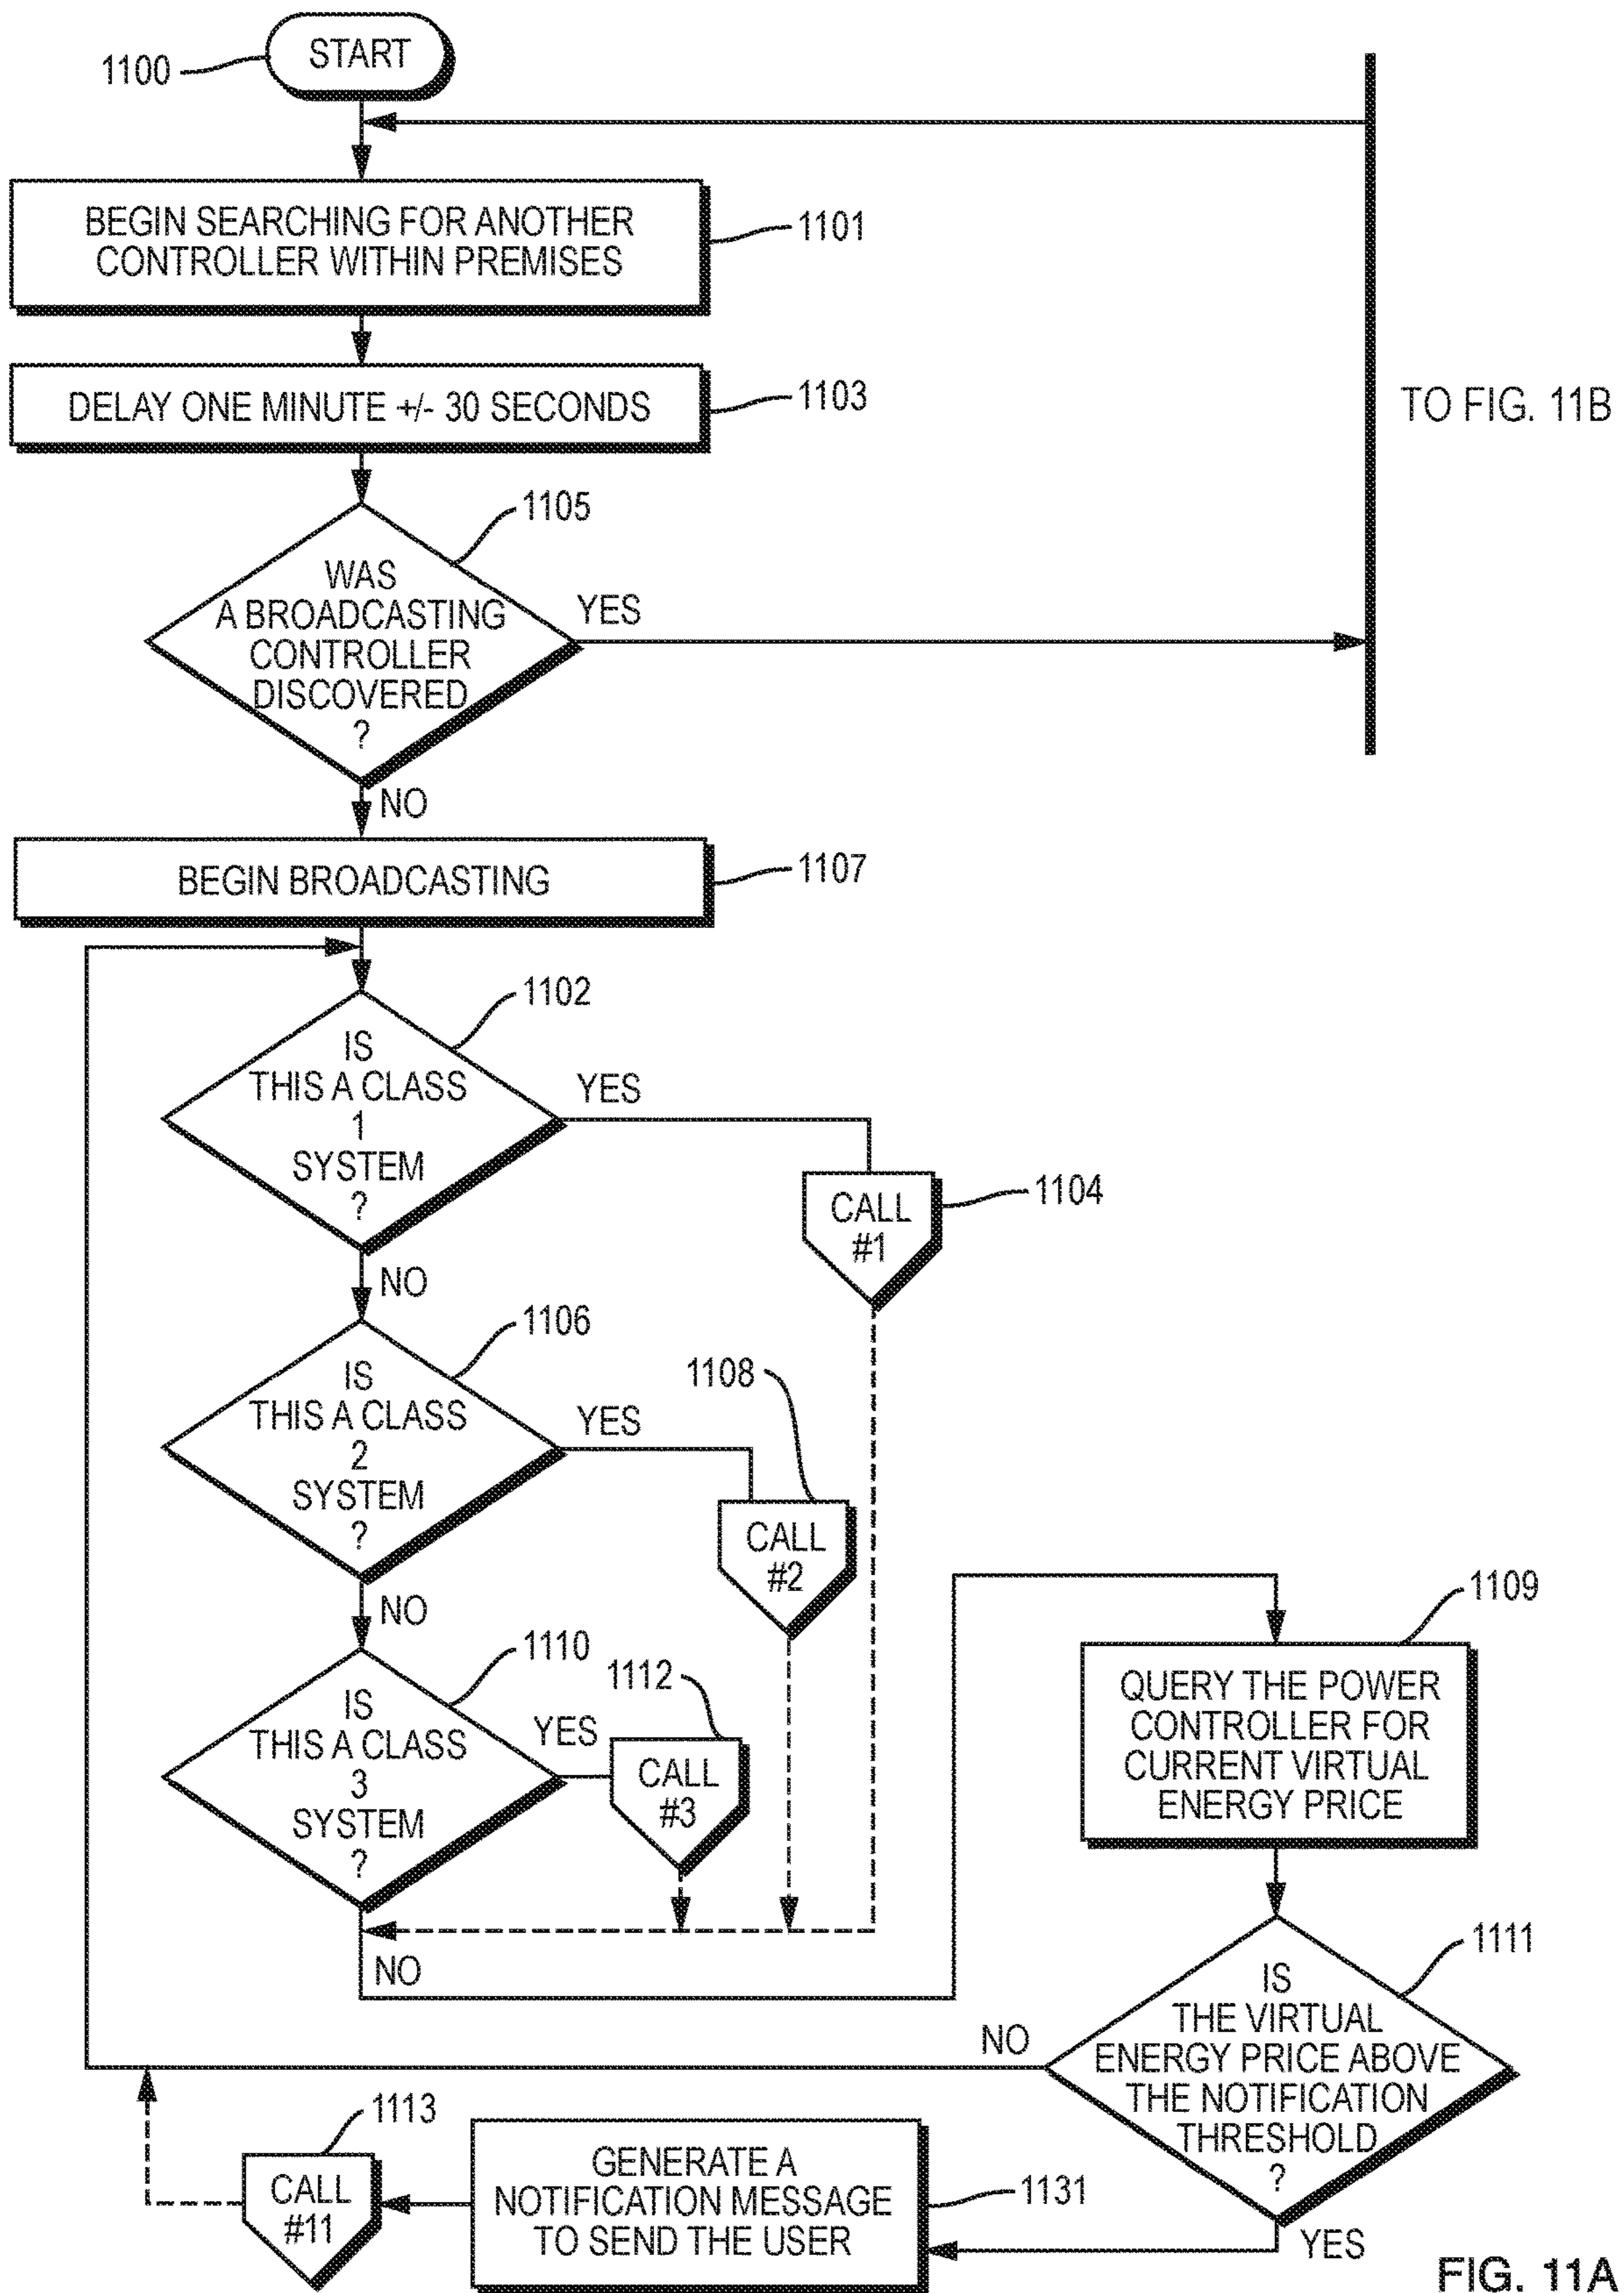 START
1100
BEGIN SEARCHING FOR ANOTHER
CONTROLLER WITHIN PREMISES
1101
DELAY ONE MINUTE +/- 30 SECONDS
1103
TO FIG. 11B
1105
WAS
A BROADCASTING
CONTROLLER
DISCOVERED
?
YES
NO
BEGIN BROADCASTING
1107
1102
IS
THIS A CLASS
1
SYSTEM
?
YES
CALL
#1
1104
NO
1106
IS
THIS A CLASS
2
SYSTEM
?
YES
1108
CALL
#2
NO
1110
IS
THIS A CLASS
3
SYSTEM
?
YES
1112
CALL
#3
NO
1109
QUERY THE POWER
CONTROLLER FOR
CURRENT VIRTUAL
ENERGY PRICE
1111
IS
THE VIRTUAL
ENERGY PRICE ABOVE
THE NOTIFICATION
THRESHOLD
?
NO
YES
GENERATE A
NOTIFICATION MESSAGE
TO SEND THE USER
1131
1113
CALL
#11
FIG. 11A